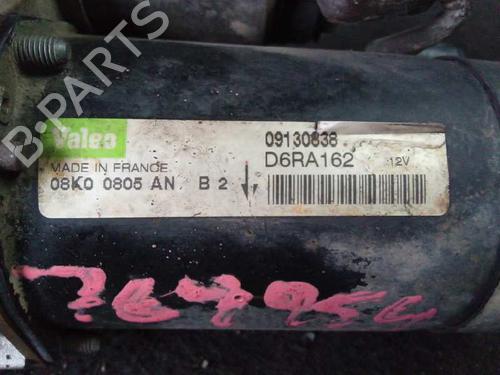 B-PARTS
Valeo
09130838
D6RA162 12V
MADE IN FRANCE
08K0 0805 AN B 2